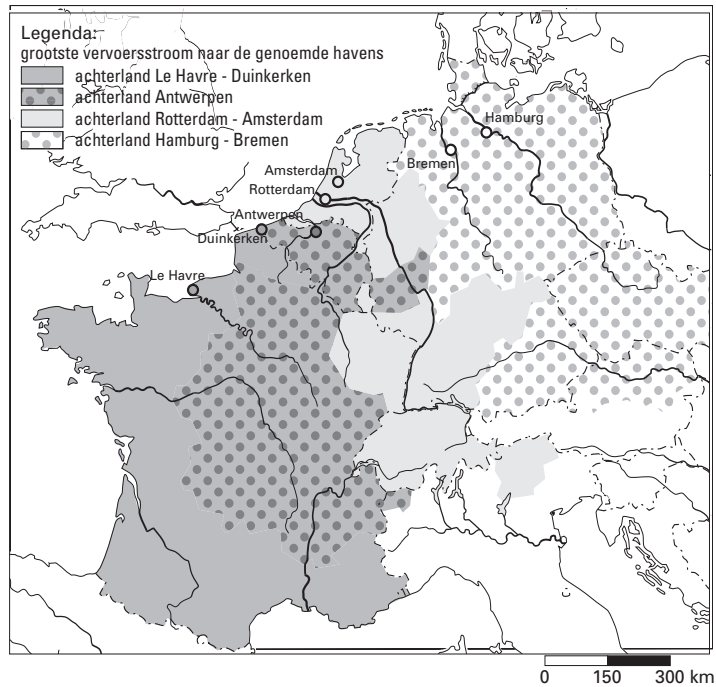 Legenda:
grootste vervoersstroom naar de genoemde havens
achterland Le Havre - Duinkerken
achterland Antwerpen
achterland Rotterdam - Amsterdam
achterland Hamburg - Bremen
Hamburg
Bremen
Amsterdam
Rotterdam
Antwerpen
Duinkerken
Le Havre
0 150 300 km